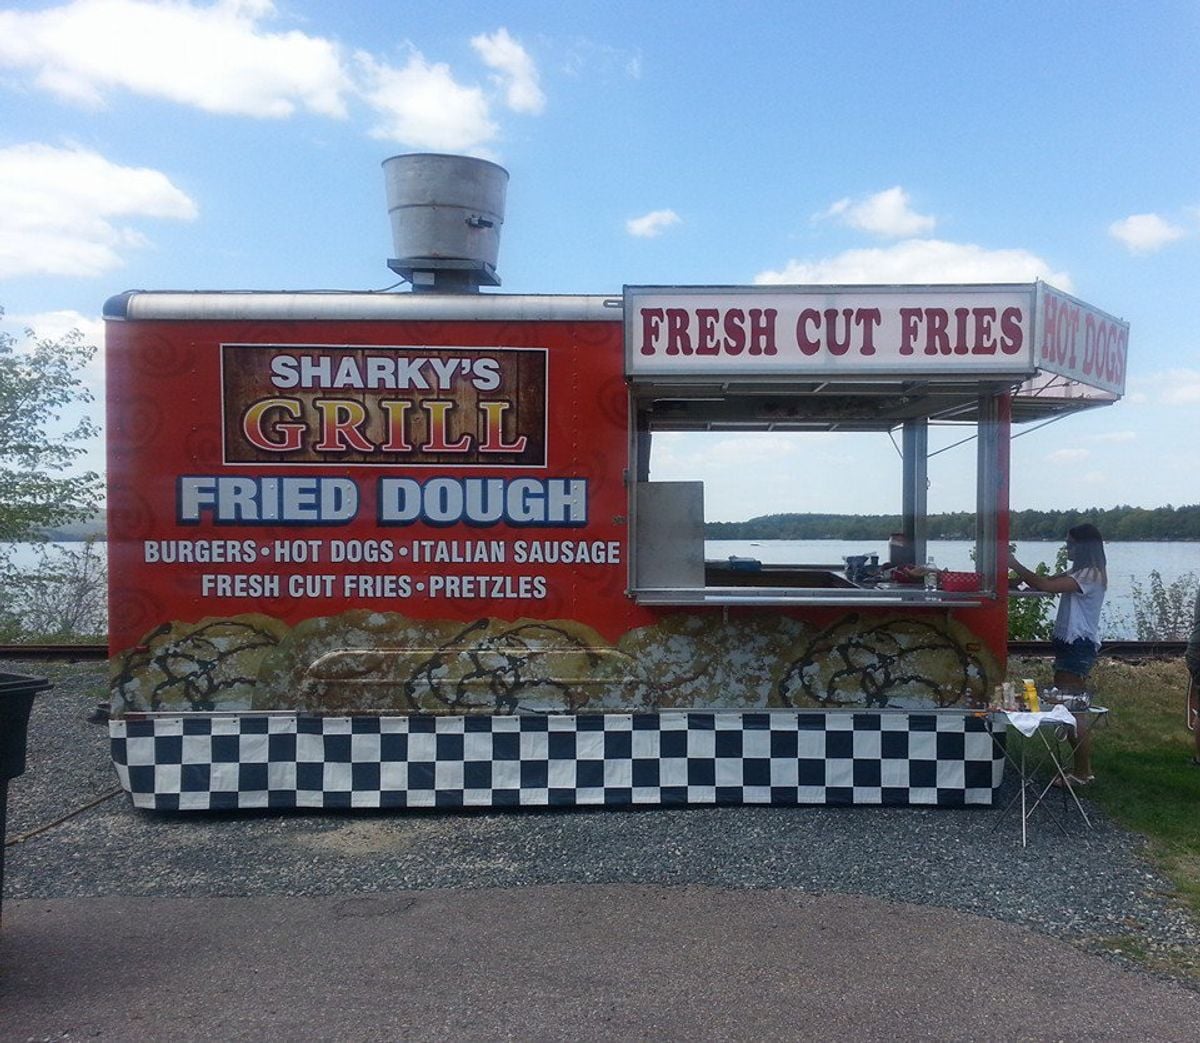 SHARKY'S
GRILL
FRIED DOUGH
BURGERS • HOT DOGS • ITALIAN SAUSAGE
FRESH CUT FRIES • PRETZLES
FRESH CUT FRIES
HOT DOGS